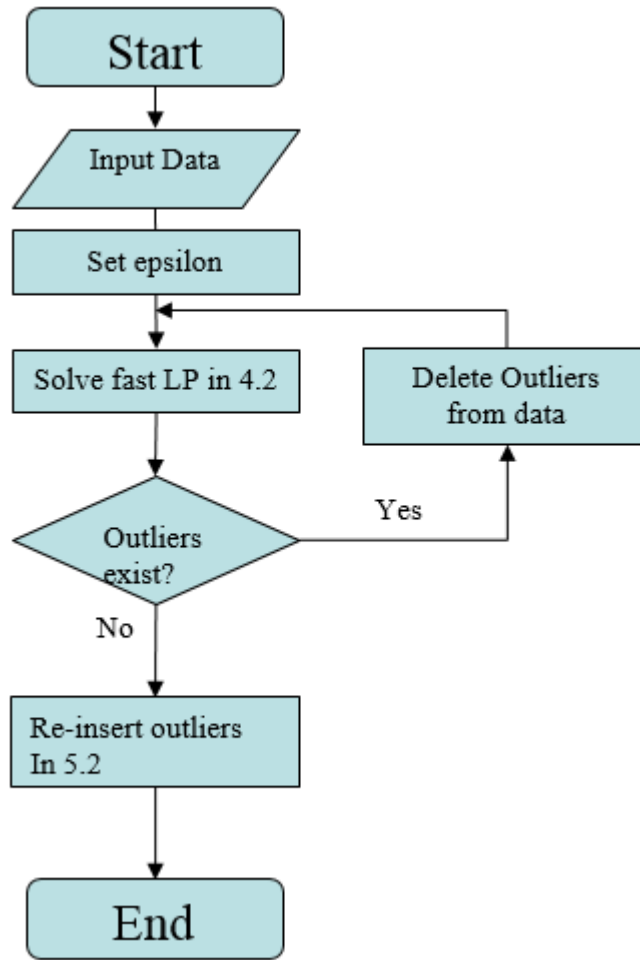 Start
Input Data
Set epsilon
Solve fast LP in 4.2
Delete Outliers
from data
Yes
Outliers
exist?
No
Re-insert outliers
In 5.2
End